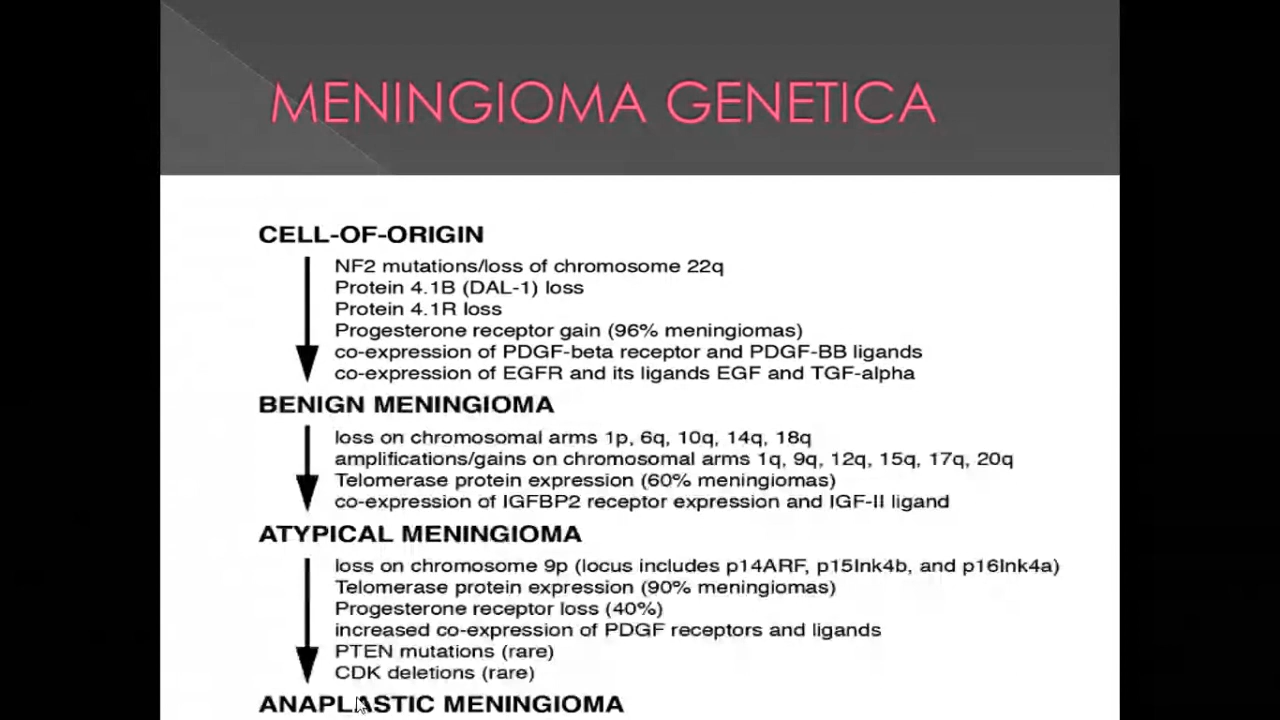 MENINGIOMA GENETICA
CELL-OF-ORIGIN
NF2 mutations/loss of chromosome 22q
Protein 4.1B (DAL-1) loss
Protein 4.1R loss
Progesterone receptor gain (96% meningiomas)
co-expression of PDGF-beta receptor and PDGF-BB ligands
co-expression of EGFR and its ligands EGF and TGF-alpha
BENIGN MENINGIOMA
loss on chromosomal arms 1p, 6q, 10q, 14q, 18q
amplifications/gains on chromosomal arms 1q, 9q, 12q, 15q, 17q, 20q
Telomerase protein expression (60% meningiomas)
co-expression of IGFBP2 receptor expression and IGF-II ligand
ATYPICAL MENINGIOMA
loss on chromosome 9p (locus includes p14ARF, p15Ink4b, and p16Ink4a)
Telomerase protein expression (90% meningiomas)
Progesterone receptor loss (40%)
increased co-expression of PDGF receptors and ligands
PTEN mutations (rare)
CDK deletions (rare)
ANAPLASTIC MENINGIOMA